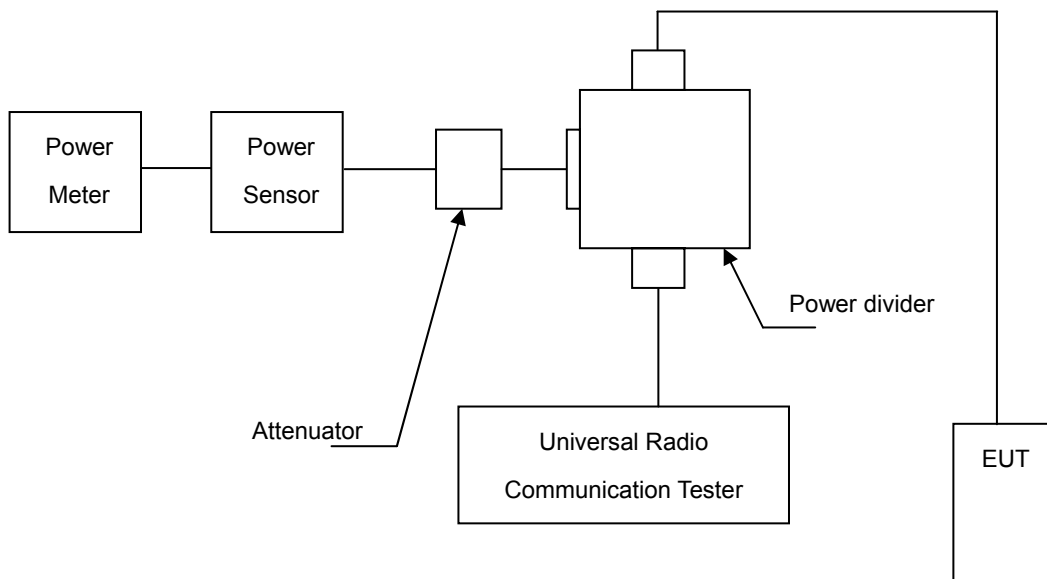 Power
Meter
Power
Sensor
Power divider
Attenuator
Universal Radio
Communication Tester
EUT